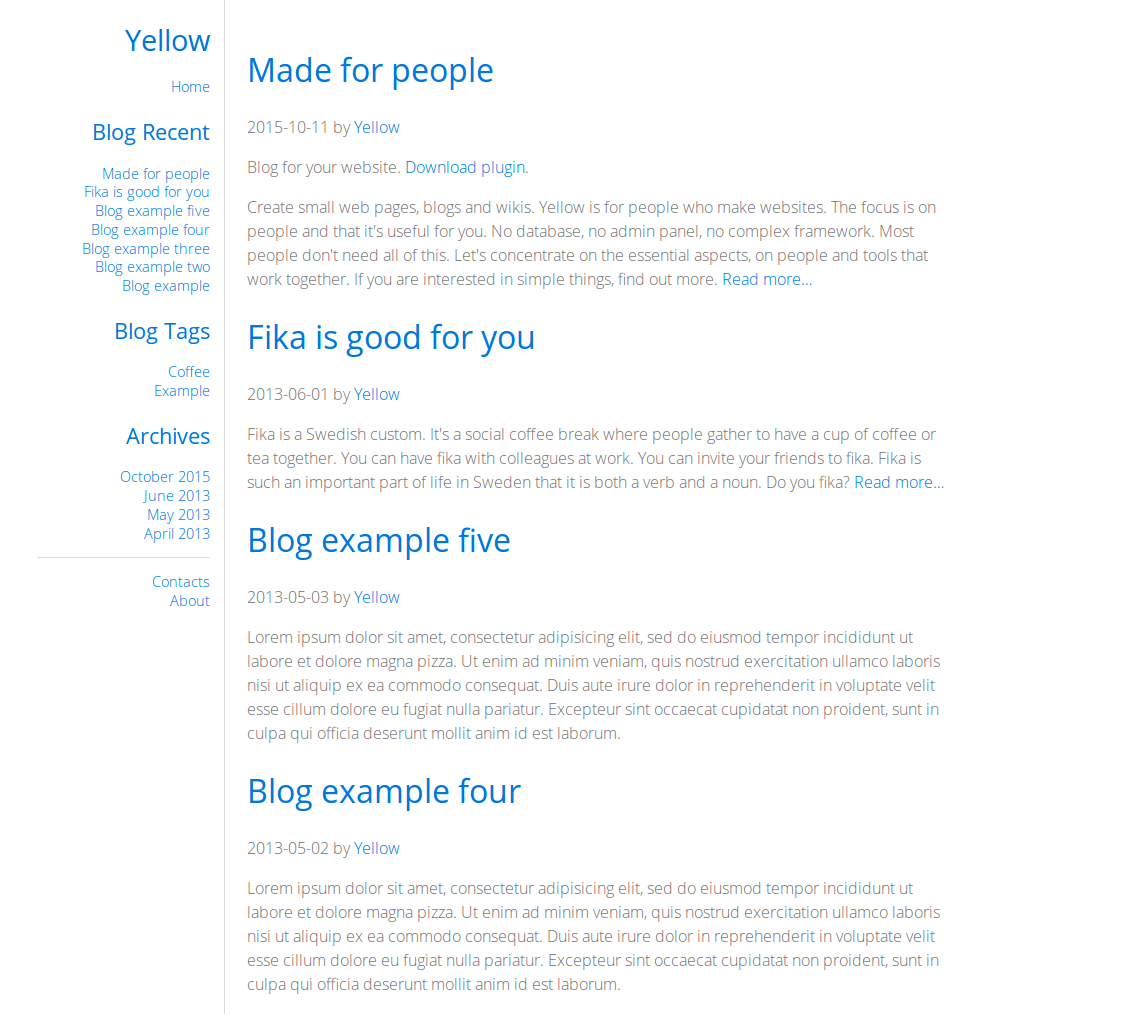 Yellow
Home
Blog Recent
Made for people
Fika is good for you
Blog example five
Blog example four
Blog example three
Blog example two
Blog example
Blog Tags
Coffee
Example
Archives
October 2015
June 2013
May 2013
April 2013
Contacts
About
Made for people
2015-10-11 by Yellow
Blog for your website. Download plugin.
Create small web pages, blogs and wikis. Yellow is for people who make websites. The focus is on
people and that it's useful for you. No database, no admin panel, no complex framework. Most
people don't need all of this. Let's concentrate on the essential aspects, on people and tools that
work together. If you are interested in simple things, find out more. Read more...
Fika is good for you
2013-06-01 by Yellow
Fika is a Swedish custom. It's a social coffee break where people gather to have a cup of coffee or
tea together. You can have fika with colleagues at work. You can invite your friends to fika. Fika is
such an important part of life in Sweden that it is both a verb and a noun. Do you fika? Read more...
Blog example five
2013-05-03 by Yellow
Lorem ipsum dolor sit amet, consectetur adipisicing elit, sed do eiusmod tempor incididunt ut
labore et dolore magna pizza. Ut enim ad minim veniam, quis nostrud exercitation ullamco laboris
nisi ut aliquip ex ea commodo consequat. Duis aute irure dolor in reprehenderit in voluptate velit
esse cillum dolore eu fugiat nulla pariatur. Excepteur sint occaecat cupidatat non proident, sunt in
culpa qui officia deserunt mollit anim id est laborum.
Blog example four
2013-05-02 by Yellow
Lorem ipsum dolor sit amet, consectetur adipisicing elit, sed do eiusmod tempor incididunt ut
labore et dolore magna pizza. Ut enim ad minim veniam, quis nostrud exercitation ullamco laboris
nisi ut aliquip ex ea commodo consequat. Duis aute irure dolor in reprehenderit in voluptate velit
esse cillum dolore eu fugiat nulla pariatur. Excepteur sint occaecat cupidatat non proident, sunt in
culpa qui officia deserunt mollit anim id est laborum.